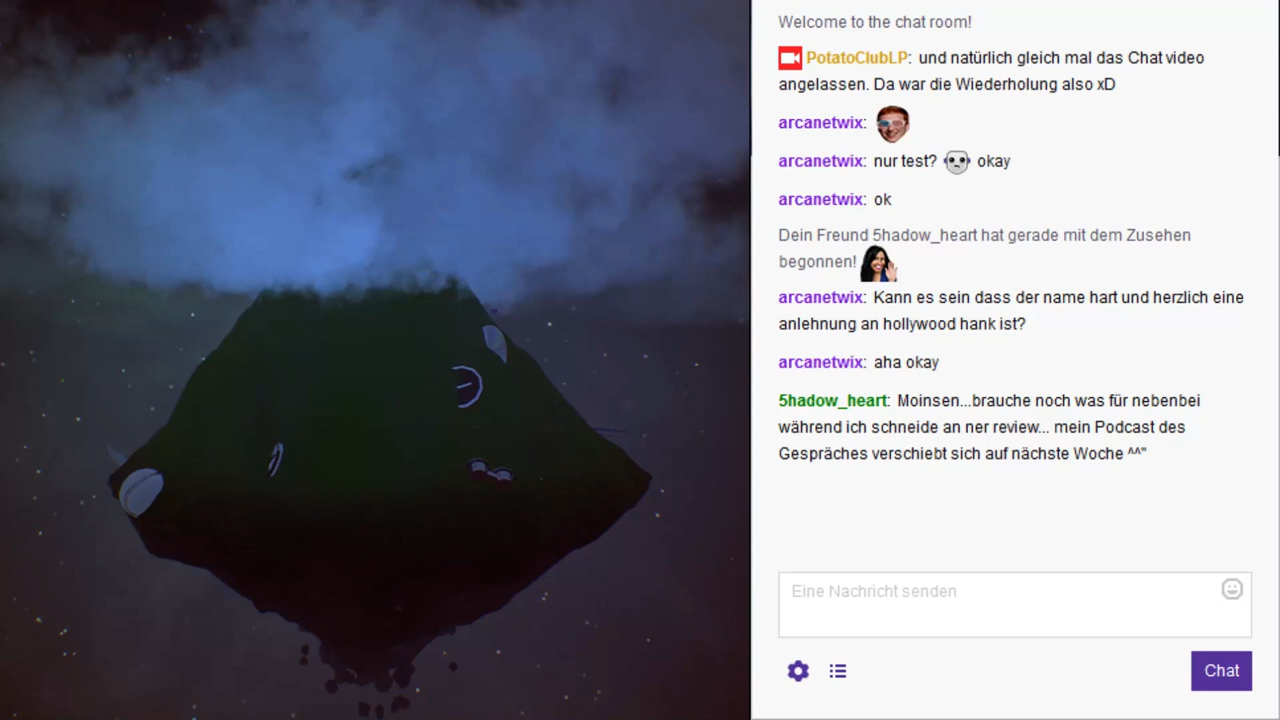 Welcome to the chat room!
PotatoClubLP: und natürlich gleich mal das Chat video
angelassen. Da war die Wiederholung also xD
arcanetwix:
arcanetwix: nur test? okay
arcanetwix: ok
Dein Freund 5hadow_heart hat gerade mit dem Zusehen
begonnen!
arcanetwix: Kann es sein dass der name hart und herzlich eine
anlehnung an hollywood hank ist?
arcanetwix: aha okay
5hadow_heart: Moinsen...brauche noch was für nebenbei
während ich schneide an ner review... mein Podcast des
Gespräches verschiebt sich auf nächste Woche ^^"
Eine Nachricht senden
Chat